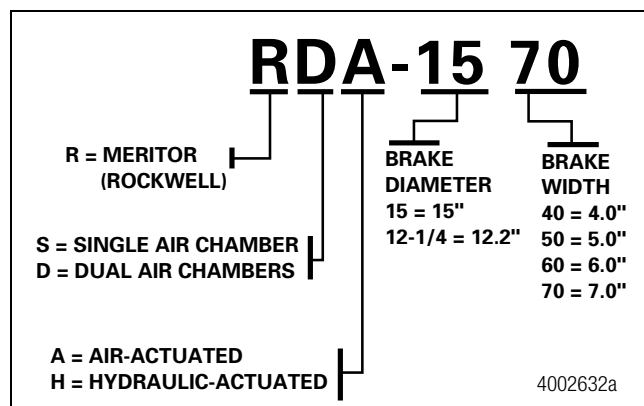 RDA-15 70
R = MERITOR
(ROCKWELL)
BRAKE
DIAMETER
15 = 15"
12-1/4 = 12.2"
BRAKE
WIDTH
40 = 4.0"
50 = 5.0"
60 = 6.0"
70 = 7.0"
S = SINGLE AIR CHAMBER
D = DUAL AIR CHAMBERS
A = AIR-ACTUATED
H = HYDRAULIC-ACTUATED
4002632a